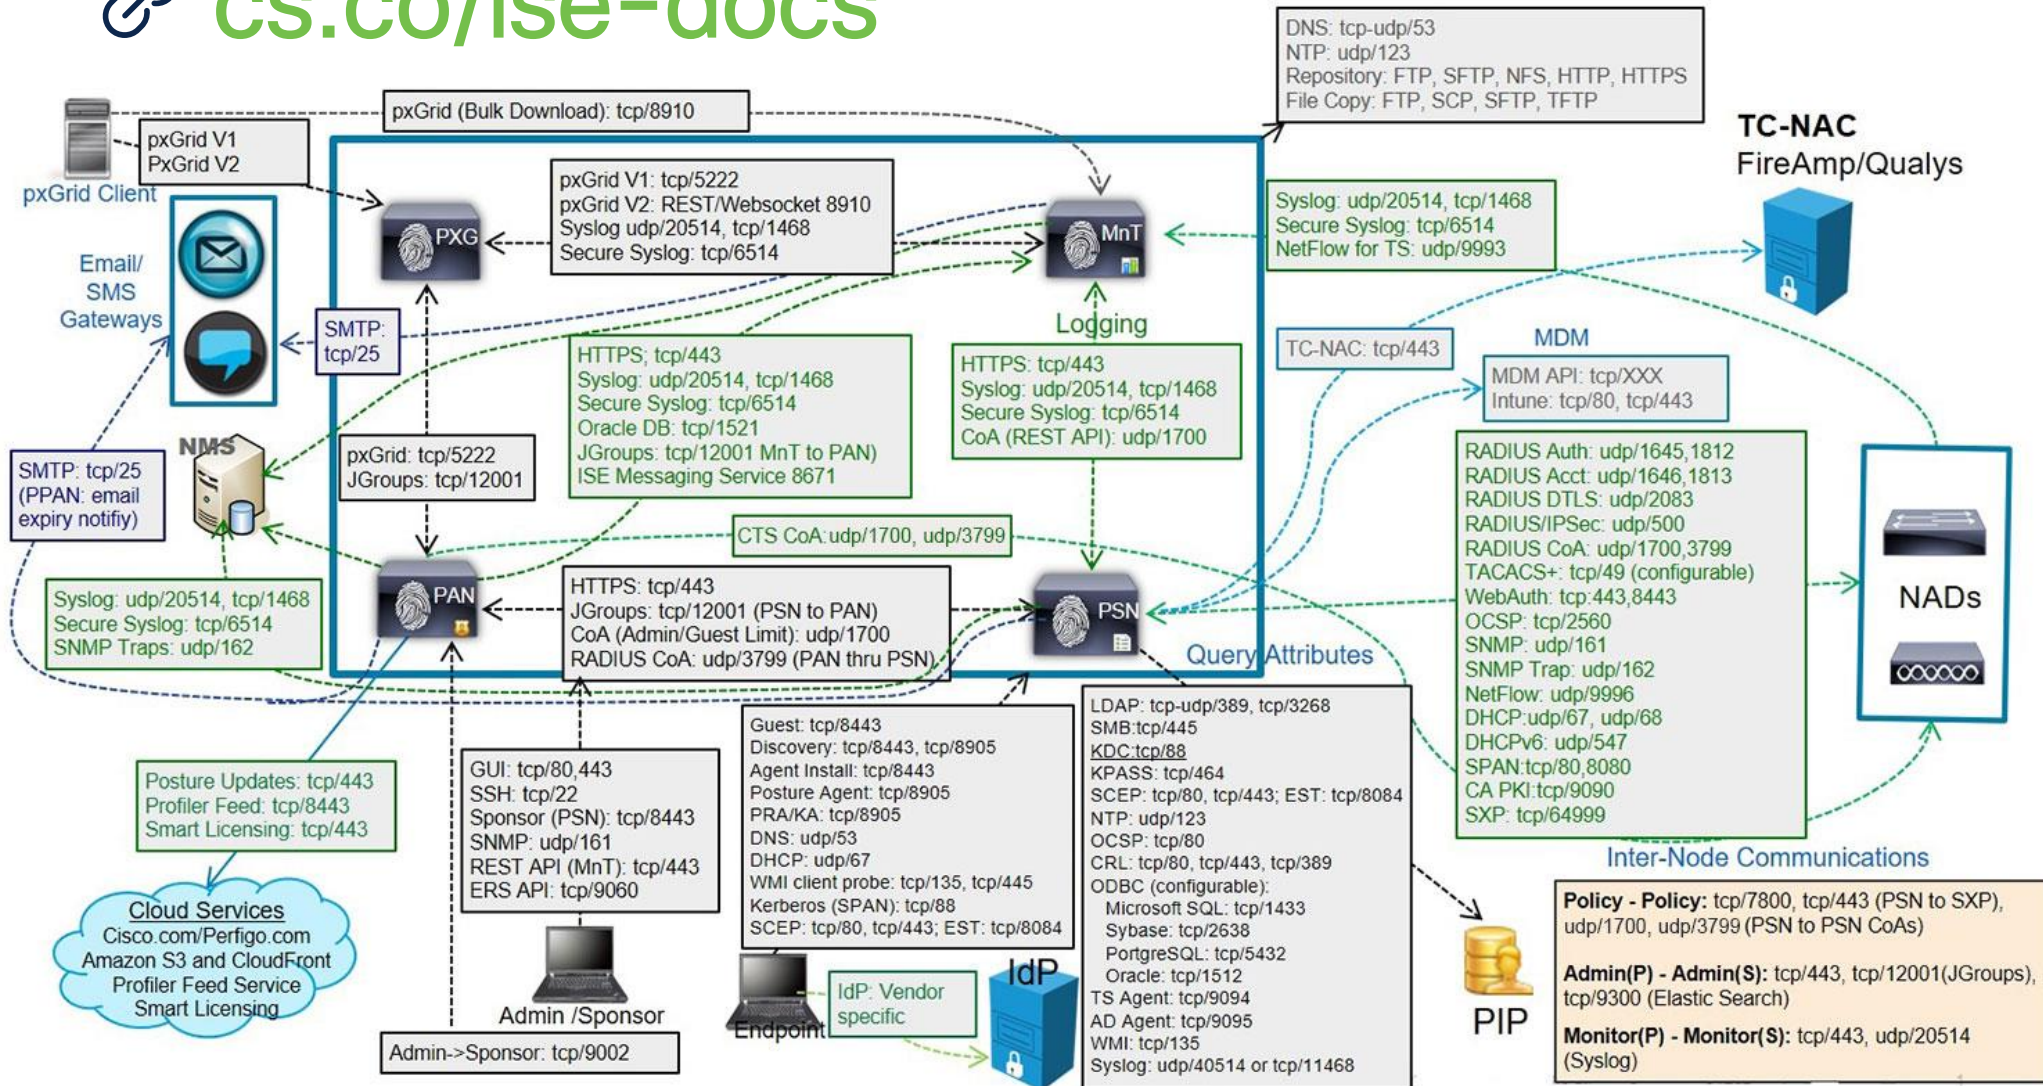 cs.co/ise-docs
DNS: tcp-udp/53
NTP: udp/123
Repository: FTP, SFTP, NFS, HTTP, HTTPS
File Copy: FTP, SCP, SFTP, TFTP
pxGrid (Bulk Download): tcp/8910
pxGrid V1
PxGrid V2
pxGrid Client
TC-NAC
FireAmp/Qualys
pxGrid V1: tcp/5222
pxGrid V2: REST/Websocket 8910
Syslog udp/20514, tcp/1468
Secure Syslog: tcp/6514
PXG
MnT
Syslog: udp/20514, tcp/1468
Secure Syslog: tcp/6514
NetFlow for TS: udp/9993
Email/
SMS
Gateways
SMTP:
tcp/25
Logging
HTTPS; tcp/443
Syslog: udp/20514, tcp/1468
Secure Syslog: tcp/6514
Oracle DB: tcp/1521
JGroups: tcp/12001 MnT to PAN)
ISE Messaging Service 8671
HTTPS: tcp/443
Syslog: udp/20514, tcp/1468
Secure Syslog: tcp/6514
CoA (REST API): udp/1700
TC-NAC: tcp/443
MDM
MDM API: tcp/XXX
Intune: tcp/80, tcp/443
NMS
SMTP: tcp/25
(PPAN: email
expiry notifiy)
pxGrid: tcp/5222
JGroups: tcp/12001
CTS CoA:udp/1700, udp/3799
RADIUS Auth: udp/1645,1812
RADIUS Acct: udp/1646,1813
RADIUS DTLS: udp/2083
RADIUS/IPSec: udp/500
RADIUS CoA: udp/1700,3799
TACACS+: tcp/49 (configurable)
WebAuth: tcp:443,8443
OCSP: tcp/2560
SNMP: udp/161
SNMP Trap: udp/162
NetFlow: udp/9996
DHCP:udp/67, udp/68
DHCPv6: udp/547
SPAN:tcp/80,8080
CA PKI:tcp/9090
SXP: tcp/64999
NADs
Syslog: udp/20514, tcp/1468
Secure Syslog: tcp/6514
SNMP Traps: udp/162
PAN
HTTPS: tcp/443
JGroups: tcp/12001 (PSN to PAN)
CoA (Admin/Guest Limit): udp/1700
RADIUS CoA: udp/3799 (PAN thru PSN)
PSN
Query Attributes
Posture Updates: tcp/443
Profiler Feed: tcp/8443
Smart Licensing: tcp/443
GUI: tcp/80,443
SSH: tcp/22
Sponsor (PSN): tcp/8443
SNMP: udp/161
REST API (MnT): tcp/443
ERS API: tcp/9060
Guest: tcp/8443
Discovery: tcp/8443, tcp/8905
Agent Install: tcp/8443
Posture Agent: tcp/8905
PRA/KA: tcp/8905
DNS: udp/53
DHCP: udp/67
WMI client probe: tcp/135, tcp/445
Kerberos (SPAN): tcp/88
SCEP: tcp/80, tcp/443; EST: tcp/8084
LDAP: tcp-udp/389, tcp/3268
SMB:tcp/445
KDC:tcp/88
KPASS: tcp/464
SCEP: tcp/80, tcp/443; EST: tcp/8084
NTP: udp/123
OCSP: tcp/80
CRL: tcp/80, tcp/443, tcp/389
ODBC (configurable):
Microsoft SQL: tcp/1433
Sybase: tcp/2638
PortgreSQL: tcp/5432
Oracle: tcp/1512
TS Agent: tcp/9094
AD Agent: tcp/9095
WMI: tcp/135
Syslog: udp/40514 or tcp/11468
Cloud Services
Cisco.com/Perfigo.com
Amazon S3 and CloudFront
Profiler Feed Service
Smart Licensing
Admin /Sponsor
Admin->Sponsor: tcp/9002
Endpoint
IdP: Vendor
specific
IdP
PIP
Inter-Node Communications
Policy - Policy: tcp/7800, tcp/443 (PSN to SXP),
udp/1700, udp/3799 (PSN to PSN CoAs)
Admin(P) - Admin(S): tcp/443, tcp/12001(JGroups),
tcp/9300 (Elastic Search)
Monitor(P) - Monitor(S): tcp/443, udp/20514
(Syslog)